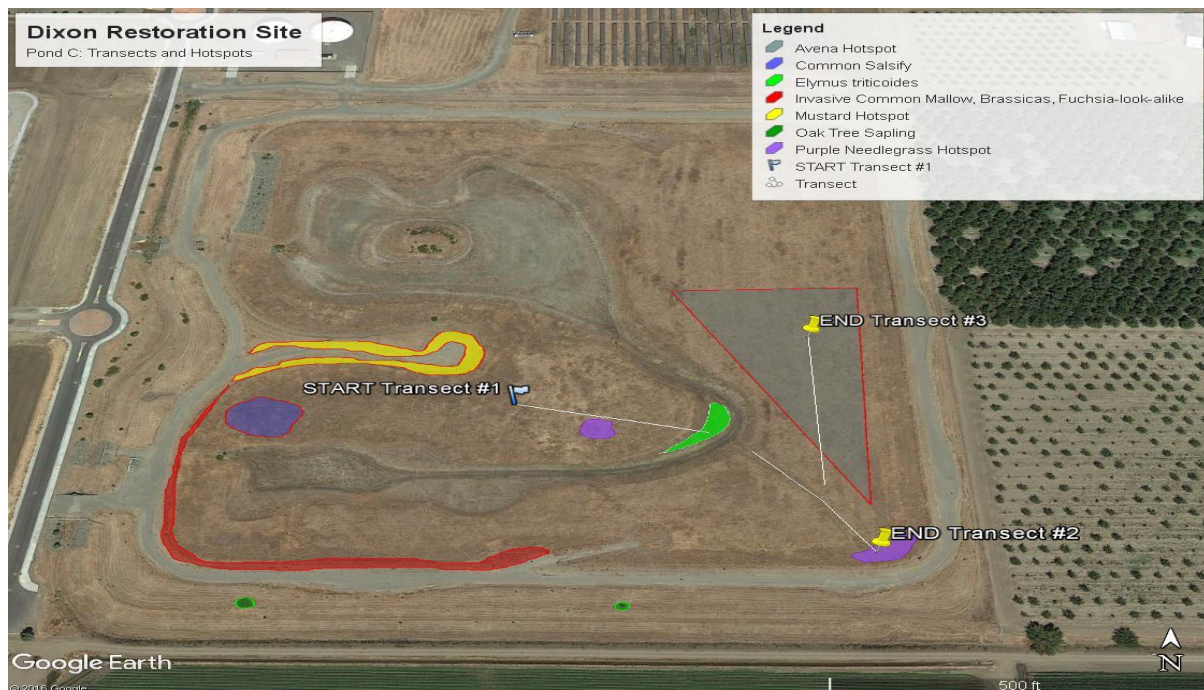 Dixon Restoration Site
Pond C: Transects and Hotspots
Legend
Avena Hotspot
Common Salsify
Elymus triticoides
Invasive Common Mallow, Brassicas, Fuchsia-look-alike
Mustard Hotspot
Oak Tree Sapling
Purple Needlegrass Hotspot
START Transect #1
Transect
END Transect #3
START Transect #1
END Transect #2
Google Earth
N
© 2016 Google
500 ft